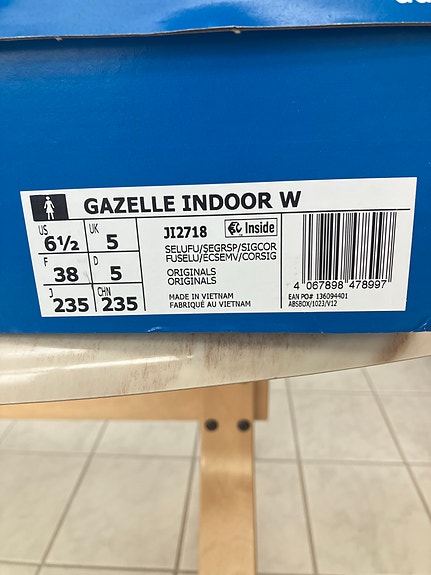 GAZELLE INDOOR W
US 6½ UK 5
F 38 D 5
J 235 CHN 235
JI2718 Inside
SELUFU/SEGRSP/SIGCOR
FUSELU/ECSEMV/CORSIG
ORIGINALS
ORIGINALS
MADE IN VIETNAM
FABRIQUÉ AU VIETNAM
4 067898 478997
EAN PO# 136094401
ABSBOX/1023/V12